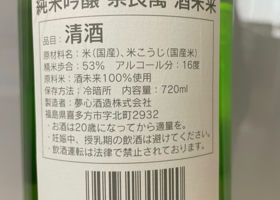 純米吟醸 奈良萬 酒未来
品目：清酒
原材料名：米(国産)、米こうじ(国産米)
精米歩合：53% アルコール分：16度
原料米：酒未来100%使用
保存方法：冷暗所 内容量：720ml
製造者：夢心酒造株式会社
福島県喜多方市字北町2932
・お酒は20歳になってから適量を。
・妊娠中、授乳期の飲酒は避けてください。
・飲酒運転は法律で禁止されております。